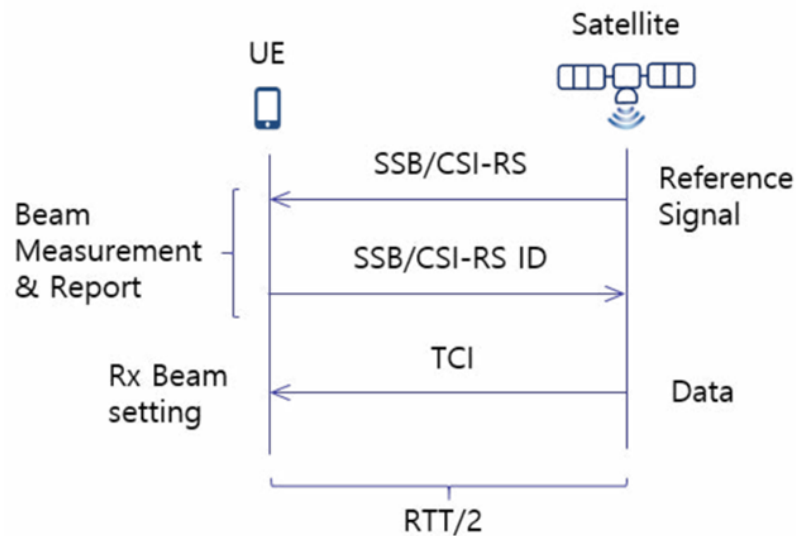 UE
Satellite
SSB/CSI-RS
Reference
Signal
Beam
Measurement
& Report
SSB/CSI-RS ID
TCI
Rx Beam
setting
Data
RTT/2